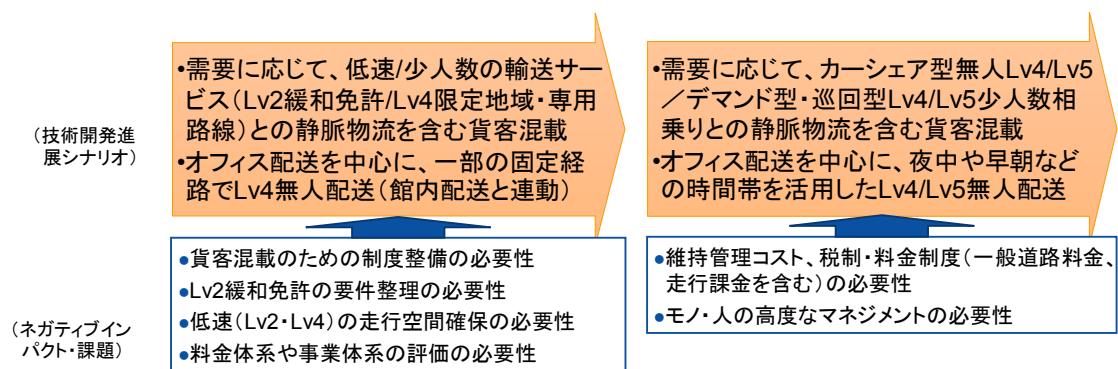 •需要に応じて、低速/少人数の輸送サー
ビス（Lv2緩和免許/Lv4限定地域・専用
路線）との静脈物流を含む貨客混載
•オフィス配送を中心に、一部の固定経
路でLv4無人配送（館内配送と連動）
•需要に応じて、カーシェア型無人Lv4/Lv5
／デマンド型・巡回型Lv4/Lv5少人数相
乗りとの静脈物流を含む貨客混載
•オフィス配送を中心に、夜中や早朝など
の時間帯を活用したLv4/Lv5無人配送
（技術開発進
展シナリオ）
●貨客混載のための制度整備の必要性
●Lv2緩和免許の要件整理の必要性
●低速（Lv2・Lv4）の走行空間確保の必要性
●料金体系や事業体系の評価の必要性
●維持管理コスト、税制・料金制度（一般道路料金、
走行課金を含む）の必要性
●モノ・人の高度なマネジメントの必要性
（ネガティブイン
パクト・課題）